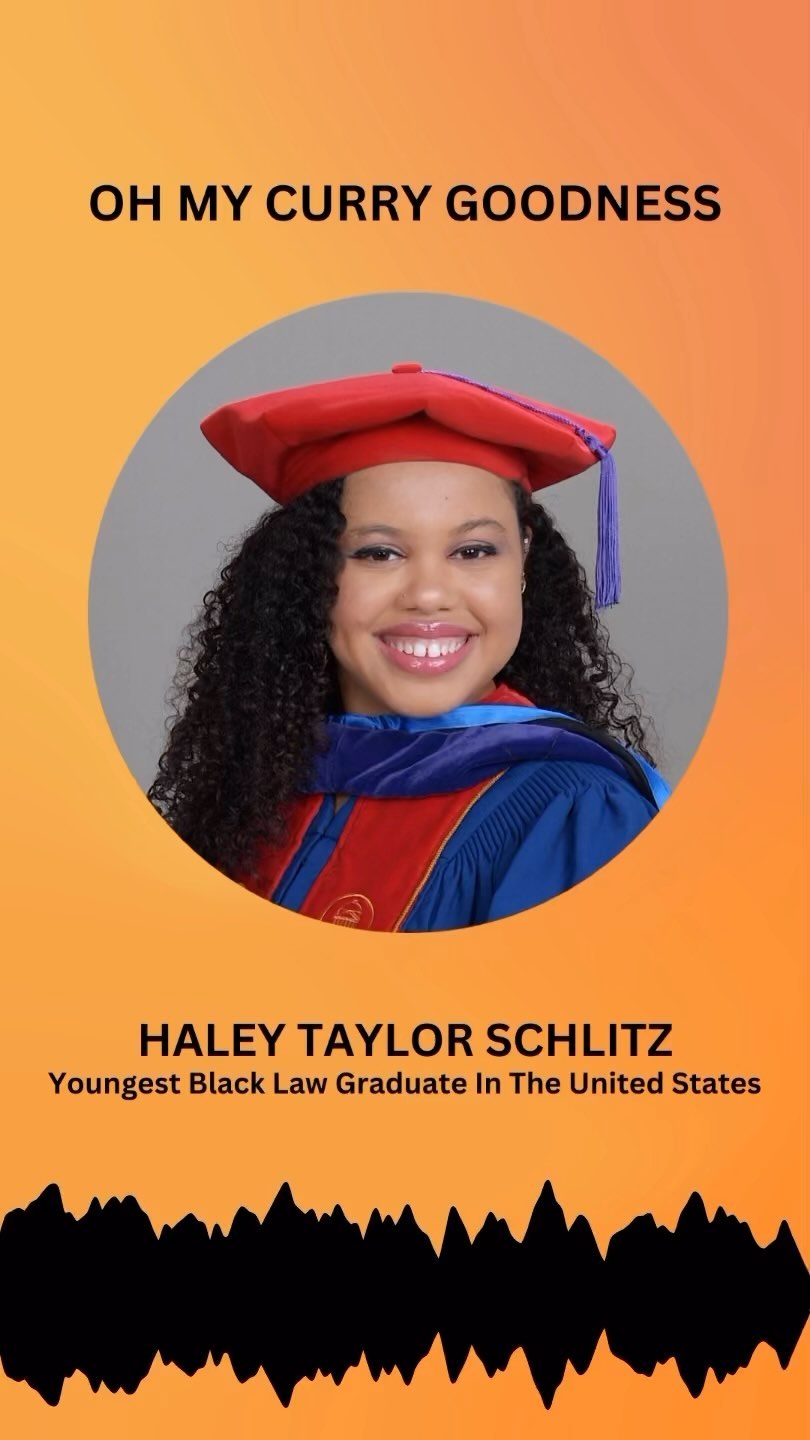 OH MY CURRY GOODNESS
HALEY TAYLOR SCHLITZ
Youngest Black Law Graduate In The United States